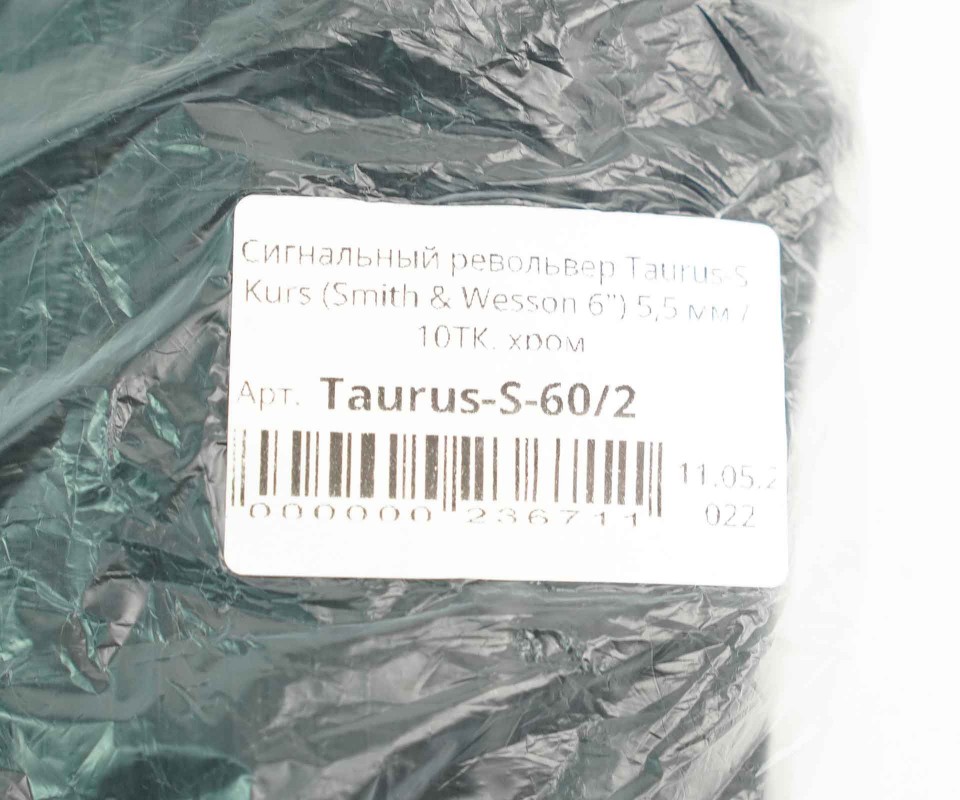 Сигнальный револьвер Taurus-S
Kurs (Smith & Wesson 6") 5,5 мм /
10ТК. хром
Арт. Taurus-S-60/2
000000 236711
11.05.2
022